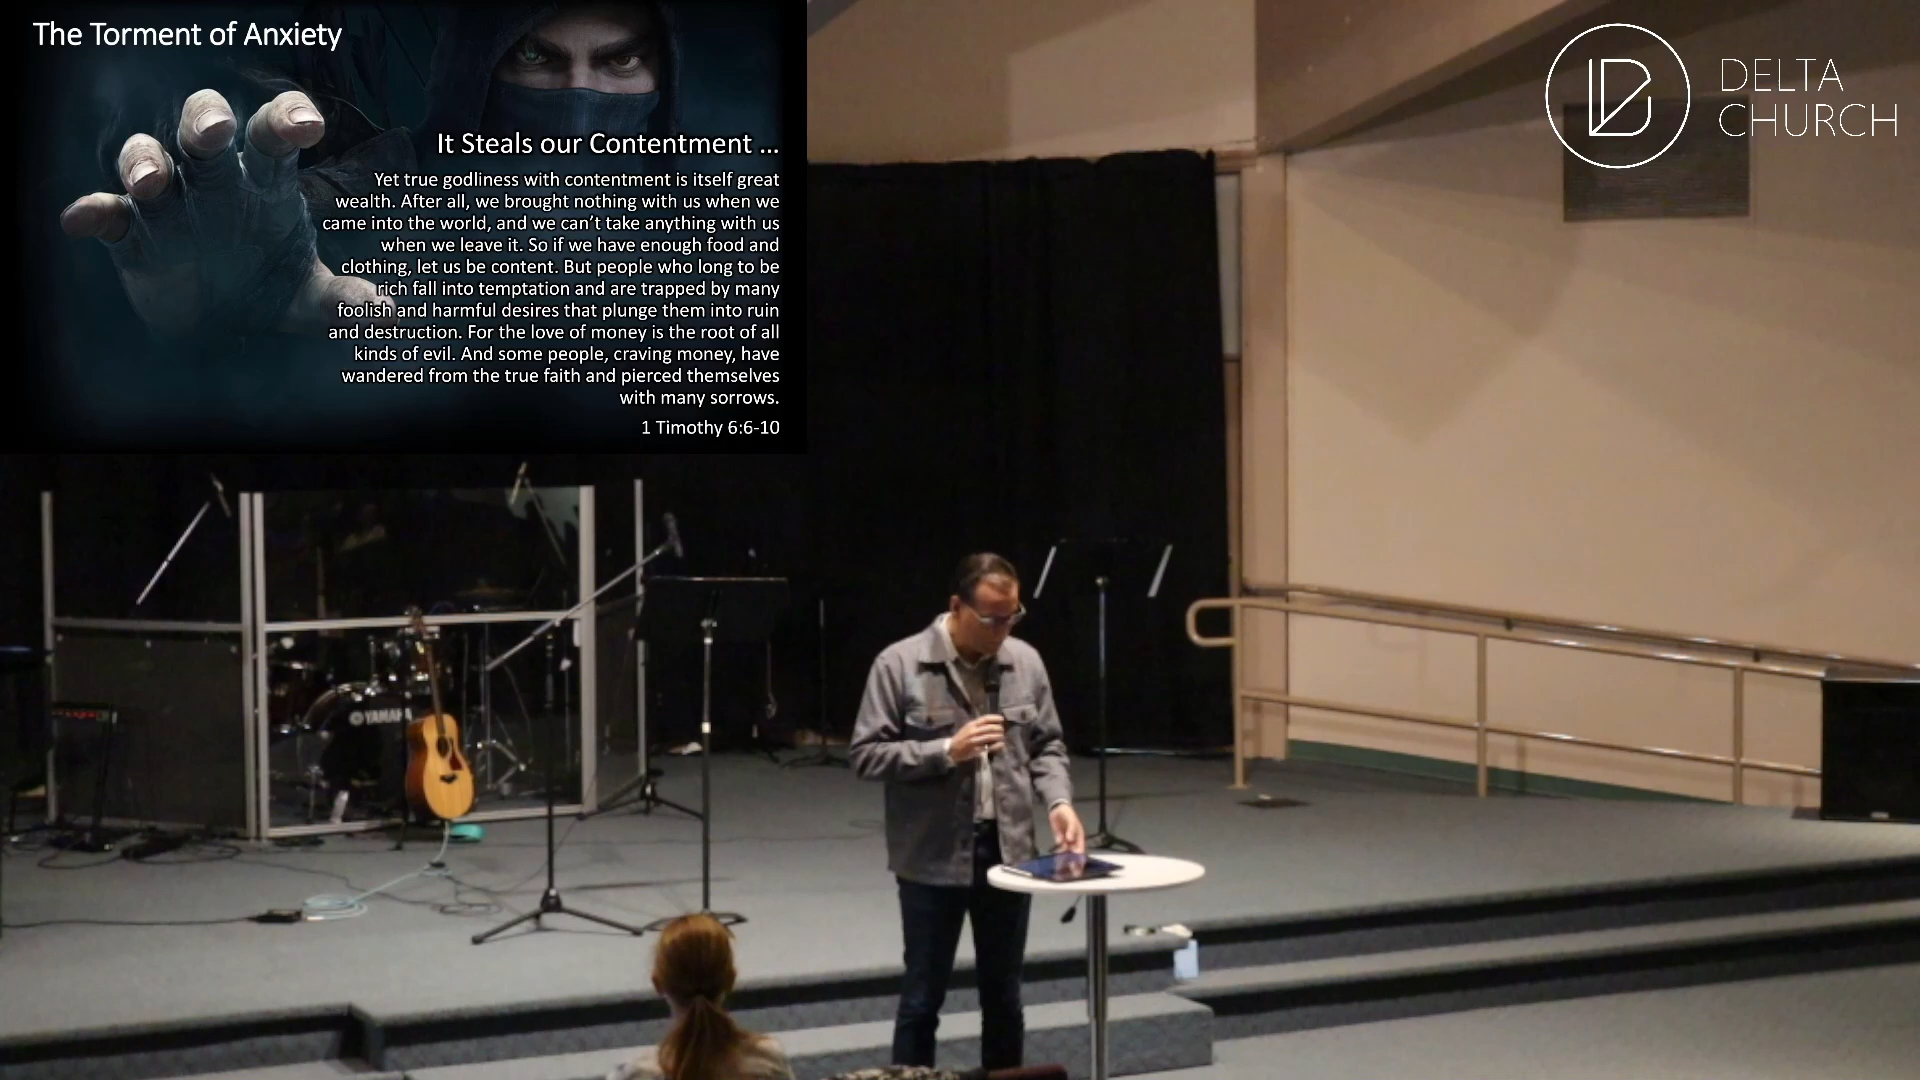 The Torment of Anxiety
It Steals our Contentment ...
Yet true godliness with contentment is itself great
wealth. After all, we brought nothing with us when we
came into the world, and we can’t take anything with us
when we leave it. So if we have enough food and
clothing, let us be content. But people who long to be
rich fall into temptation and are trapped by many
foolish and harmful desires that plunge them into ruin
and destruction. For the love of money is the root of all
kinds of evil. And some people, craving money, have
wandered from the true faith and pierced themselves
with many sorrows.
1 Timothy 6:6-10
DELTA
CHURCH
YAMAHA